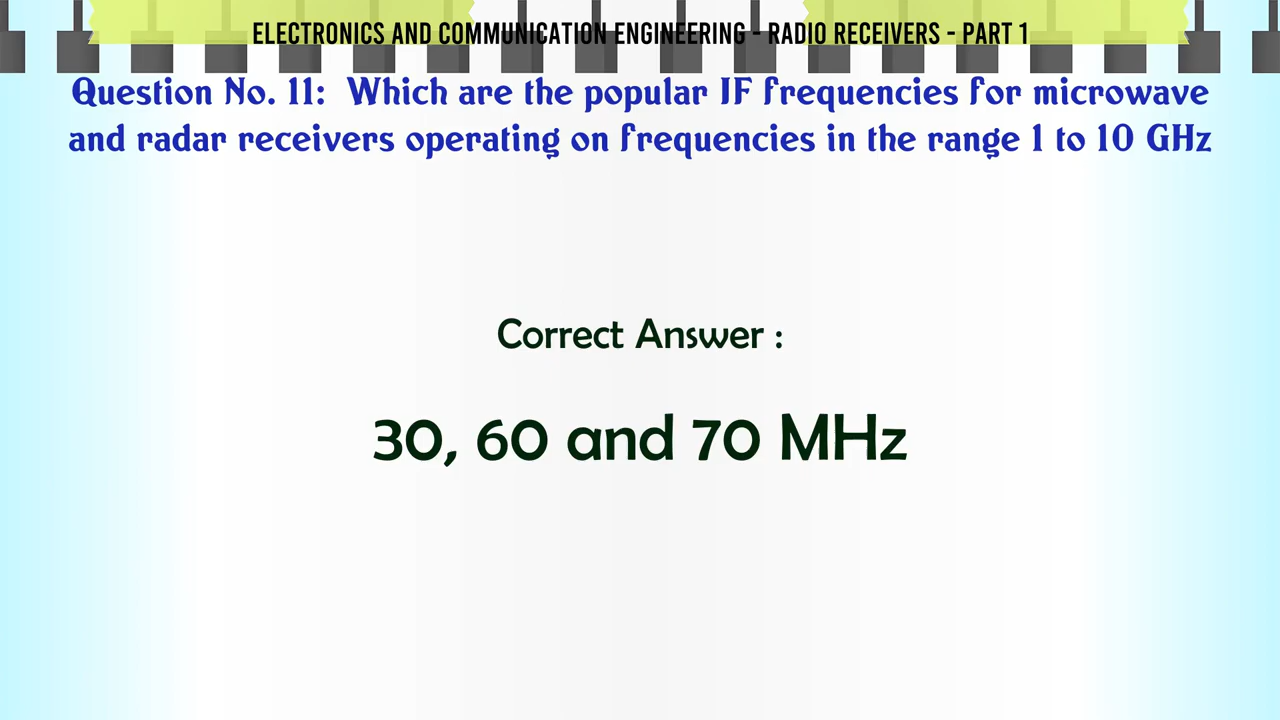 ELECTRONICS AND COMMUNICATION ENGINEERING - RADIO RECEIVERS - PART 1
Question No. 11: Which are the popular IF frequencies for microwave
and radar receivers operating on frequencies in the range 1 to 10 GHz
Correct Answer :
30, 60 and 70 MHz